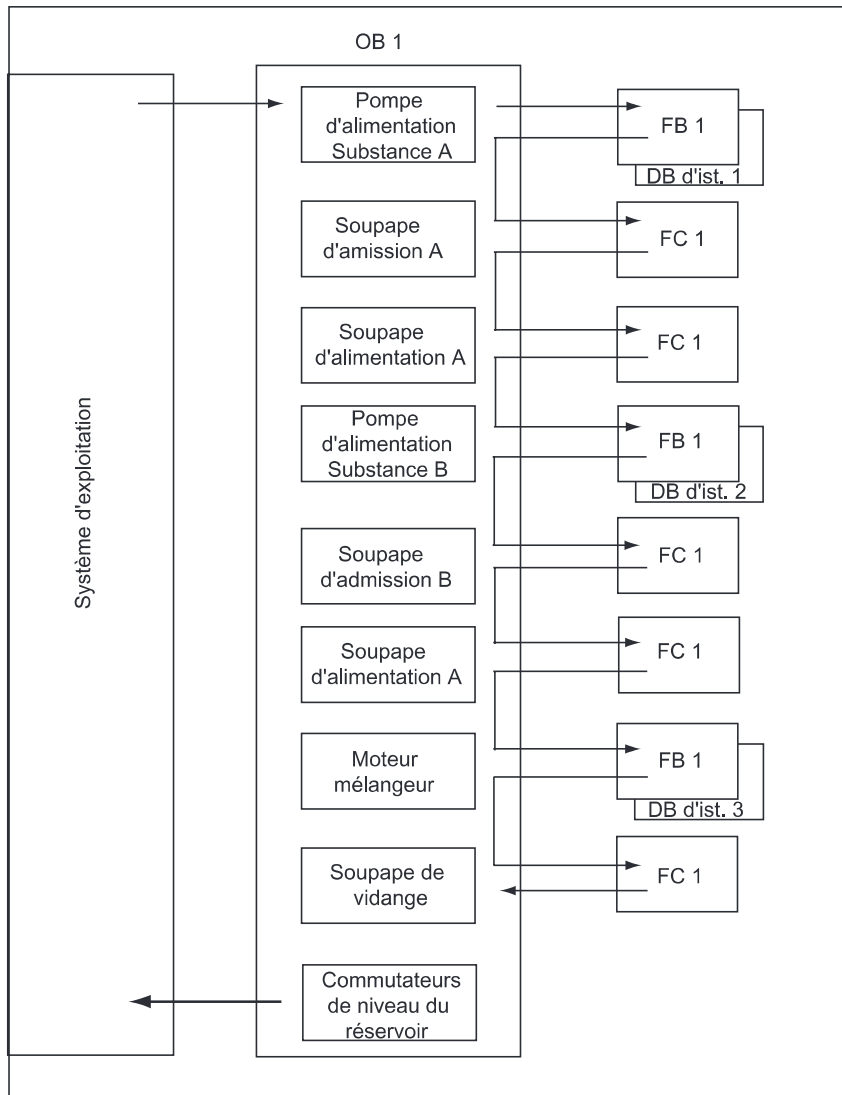 OB 1
Système d'exploitation
Pompe
d'alimentation
Substance A
FB 1
DB d'ist. 1
Soupape
d'amission A
FC 1
Soupape
d'alimentation A
FC 1
Pompe
d'alimentation
Substance B
FB 1
DB d'ist. 2
Soupape
d'admission B
FC 1
Soupape
d'alimentation A
FC 1
Moteur
mélangeur
FB 1
DB d'ist. 3
Soupape de
vidange
FC 1
Commutateurs
de niveau du
réservoir